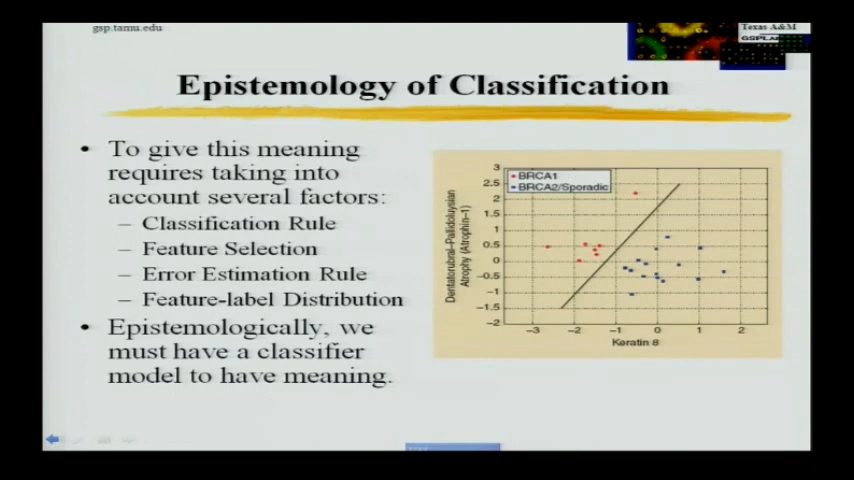 gsp.tamu.edu
Texas A&M
Epistemology of Classification
• To give this meaning
requires taking into
account several factors:
– Classification Rule
– Feature Selection
– Error Estimation Rule
– Feature-label Distribution
• Epistemologically, we
must have a classifier
model to have meaning.
BRCA1
BRCA2/Sporadic
3
2.5
2
1.5
1
0.5
0
−0.5
−1
−1.5
−2
Dentatorubral–Pallidoluysian
Atrophy (Atrophin–1)
−3
−2
−1
0
1
2
Keratin 8